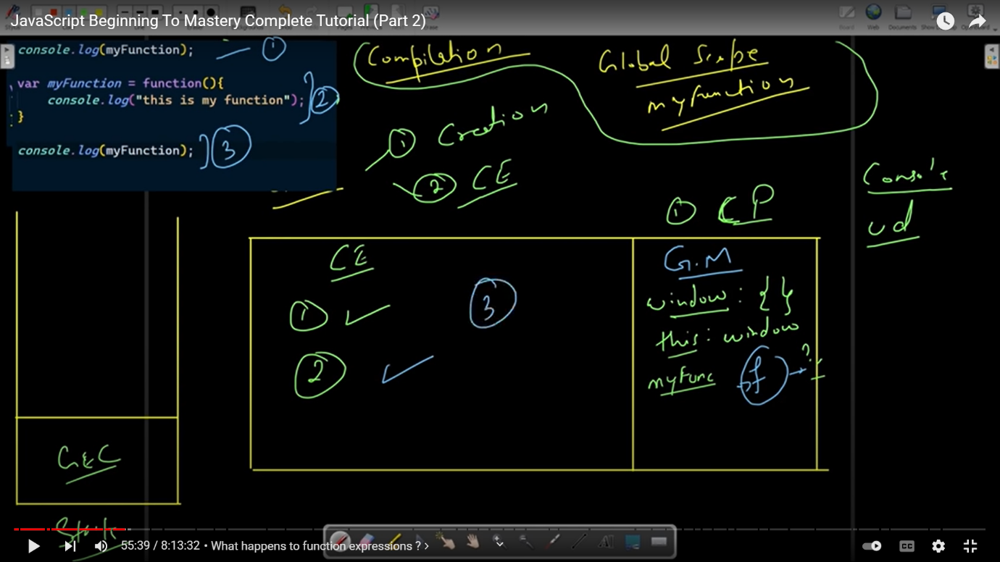 JavaScript Beginning To Mastery Complete Tutorial (Part 2)
console.log(myFunction); 1
var myFunction = function(){
console.log("this is my function"); 2
}
console.log(myFunction); 3
Compilation
Global Scope
myfunction
1 Creation
2 CE
Console
ud
1 CP
CE
1
2
3
G.M
window : { }
this : window
myFunc f ?
GEC
Stack
55:39 / 8:13:32 • What happens to function expressions ? ›
CC